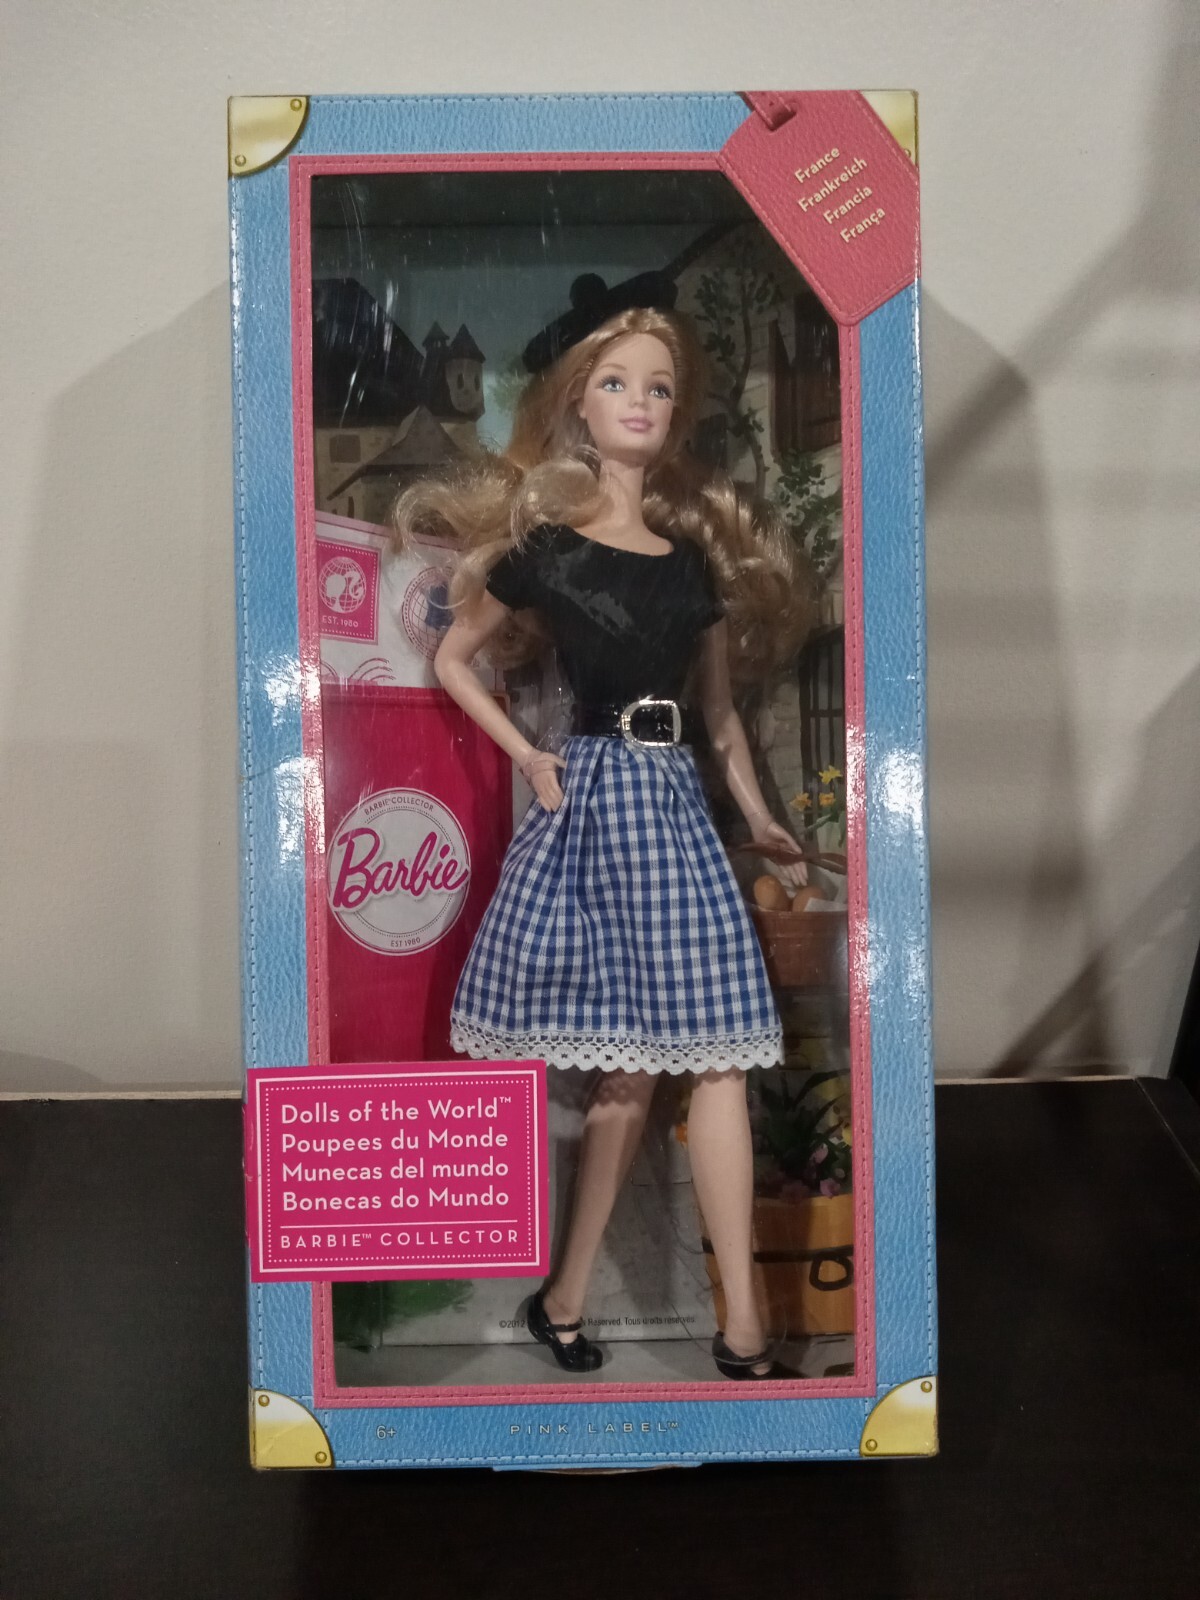 France
Frankreich
Francia
França
EST. 1980
BARBIE™ COLLECTOR
Barbie
EST 1980
Dolls of the World™
Poupees du Monde
Munecas del mundo
Bonecas do Mundo
BARBIE™ COLLECTOR
©2012 Reserved. Tous droits réservés
6+ PINK LABEL™